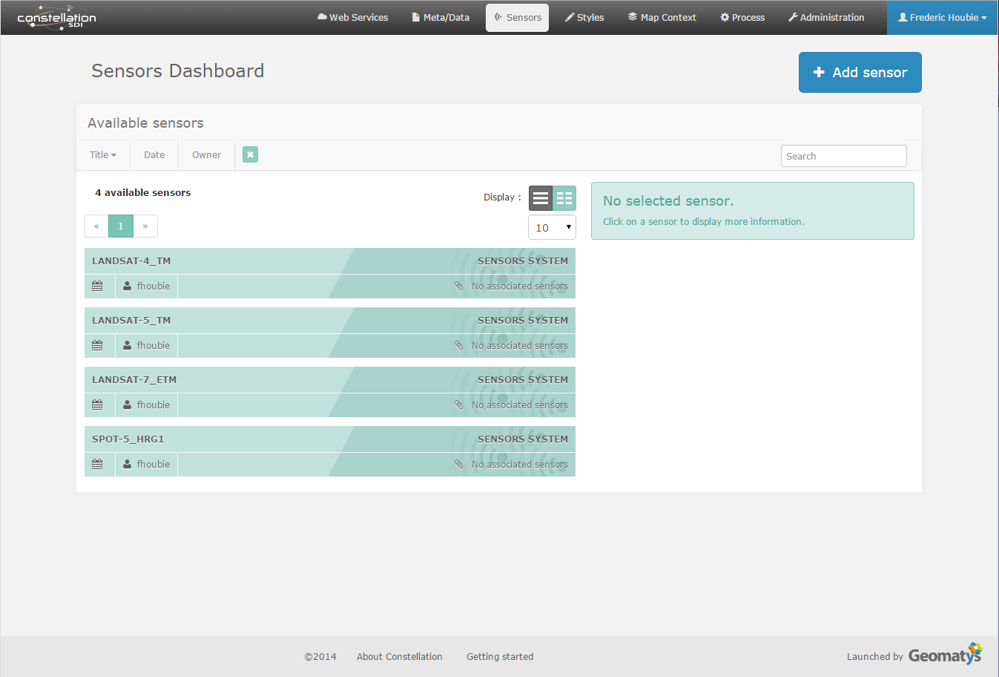 constellation SDI
Web Services Meta/Data Sensors Styles Map Context Process Administration Frederic Houbie
Sensors Dashboard
+ Add sensor
Available sensors
Title Date Owner Search
4 available sensors
Display :
« 1 »
10
No selected sensor.
Click on a sensor to display more information.
LANDSAT-4_TM SENSORS SYSTEM
fhoubie No associated sensors
LANDSAT-5_TM SENSORS SYSTEM
fhoubie No associated sensors
LANDSAT-7_ETM SENSORS SYSTEM
fhoubie No associated sensors
SPOT-5_HRG1 SENSORS SYSTEM
fhoubie No associated sensors
©2014 About Constellation Getting started Launched by Geomatys